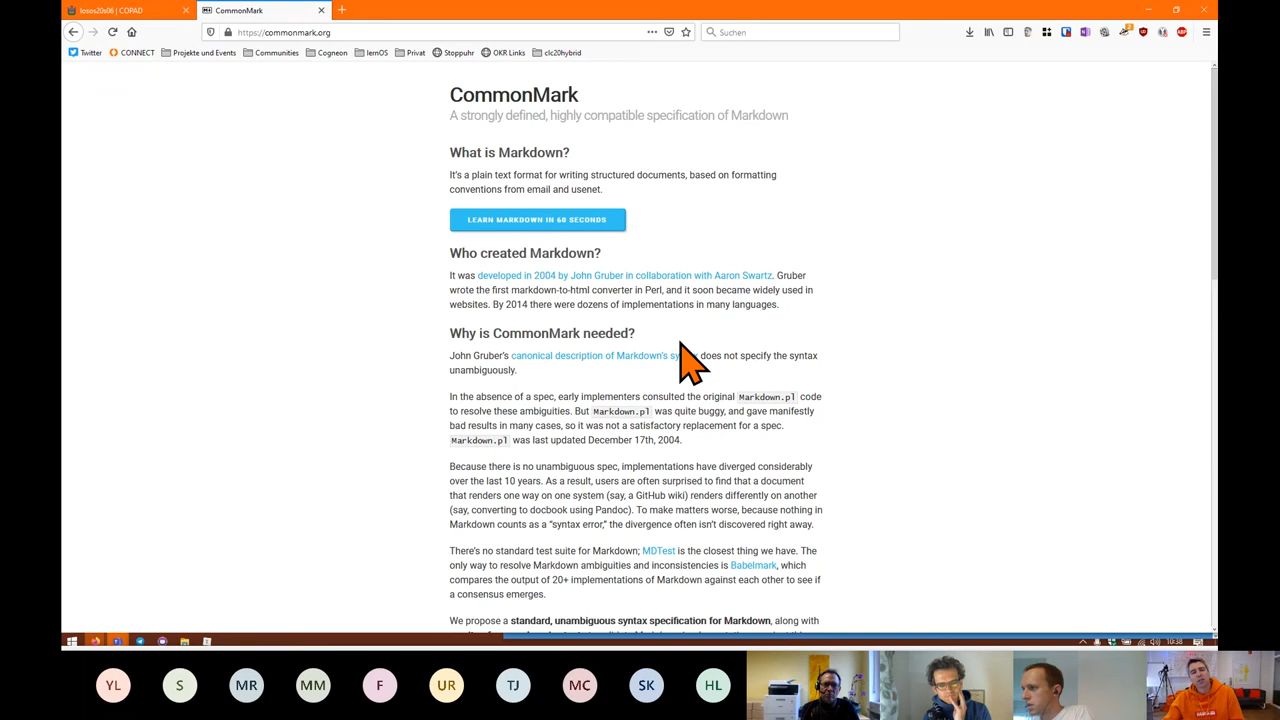 losos20s06 | COPAD
CommonMark
https://commonmark.org
Suchen
Twitter
CONNECT
Projekte und Events
Communities
Cogneon
lernOS
Privat
Stoppuhr
OKR Links
clc20hybrid
CommonMark
A strongly defined, highly compatible specification of Markdown
What is Markdown?
It's a plain text format for writing structured documents, based on formatting
conventions from email and usenet.
LEARN MARKDOWN IN 60 SECONDS
Who created Markdown?
It was developed in 2004 by John Gruber in collaboration with Aaron Swartz. Gruber
wrote the first markdown-to-html converter in Perl, and it soon became widely used in
websites. By 2014 there were dozens of implementations in many languages.
Why is CommonMark needed?
John Gruber's canonical description of Markdown's does not specify the syntax
unambiguously.
In the absence of a spec, early implementers consulted the original Markdown.pl code
to resolve these ambiguities. But Markdown.pl was quite buggy, and gave manifestly
bad results in many cases, so it was not a satisfactory replacement for a spec.
Markdown.pl was last updated December 17th, 2004.
Because there is no unambiguous spec, implementations have diverged considerably
over the last 10 years. As a result, users are often surprised to find that a document
that renders one way on one system (say, a GitHub wiki) renders differently on another
(say, converting to docbook using Pandoc). To make matters worse, because nothing in
Markdown counts as a “syntax error,” the divergence often isn't discovered right away.
There's no standard test suite for Markdown; MDTest is the closest thing we have. The
only way to resolve Markdown ambiguities and inconsistencies is Babelmark, which
compares the output of 20+ implementations of Markdown against each other to see if
a consensus emerges.
We propose a standard, unambiguous syntax specification for Markdown, along with
10:38
YL
S
MR
MM
F
UR
TJ
MC
SK
HL